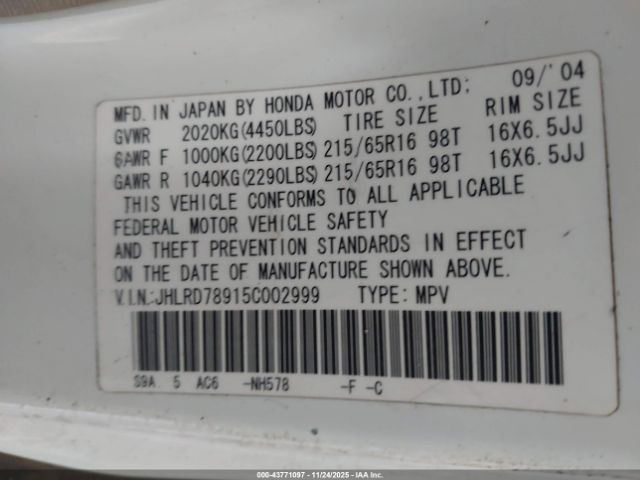 MFD. IN JAPAN BY HONDA MOTOR CO., LTD; 09/'04
GVWR 2020KG(4450LBS) TIRE SIZE RIM SIZE
GAWR F 1000KG(2200LBS) 215/65R16 98T 16X6.5JJ
GAWR R 1040KG(2290LBS) 215/65R16 98T 16X6.5JJ
THIS VEHICLE CONFORMS TO ALL APPLICABLE
FEDERAL MOTOR VEHICLE SAFETY
AND THEFT PREVENTION STANDARDS IN EFFECT
ON THE DATE OF MANUFACTURE SHOWN ABOVE.
V.I.N.:JHLRD78915C002999 TYPE: MPV
S9A 5 AC6 -NH578 -F -C
000-43771097 - 11/24/2025 - IAAI.com